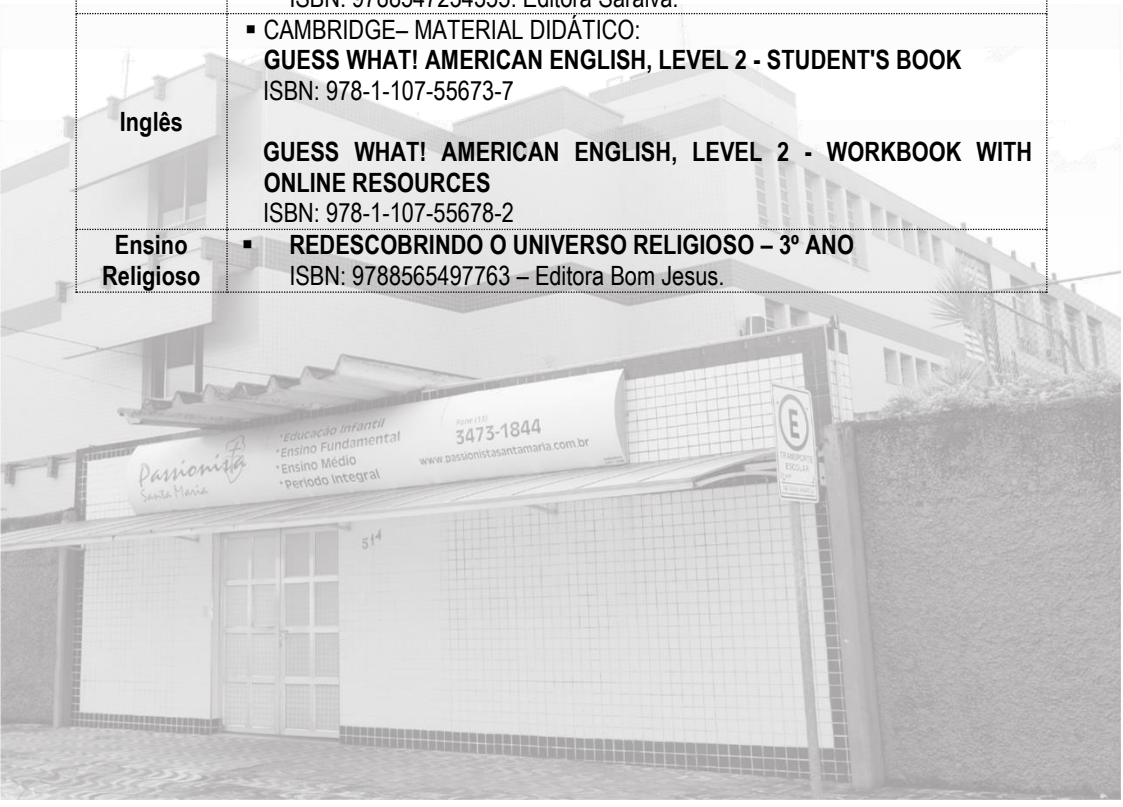 ISBN: 9788547234355. Editora Saraiva.
▪ CAMBRIDGE– MATERIAL DIDÁTICO:
GUESS WHAT! AMERICAN ENGLISH, LEVEL 2 - STUDENT'S BOOK
ISBN: 978-1-107-55673-7
Inglês
GUESS WHAT! AMERICAN ENGLISH, LEVEL 2 - WORKBOOK WITH
ONLINE RESOURCES
ISBN: 978-1-107-55678-2
Ensino
Religioso
▪ REDESCOBRINDO O UNIVERSO RELIGIOSO – 3º ANO
ISBN: 9788565497763 – Editora Bom Jesus.
Passionista
Santa Maria
*Educação Infantil
*Ensino Fundamental
*Ensino Médio
*Período Integral
3473-1844
www.passionistasantamaria.com.br
514
E
TRANSPORTE
ESCOLAR